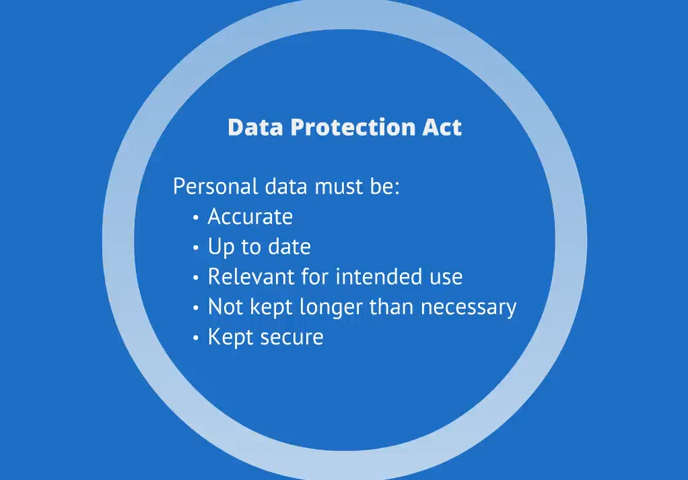 Data Protection Act
Personal data must be:
• Accurate
• Up to date
• Relevant for intended use
• Not kept longer than necessary
• Kept secure